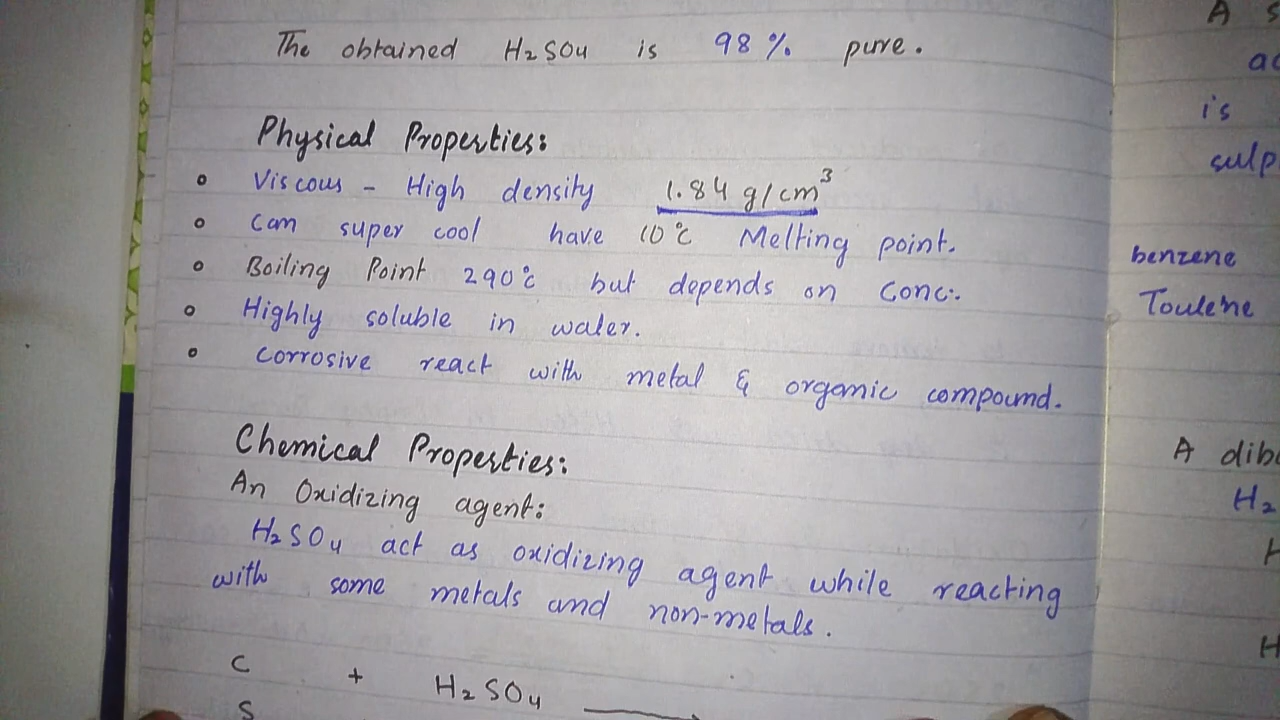 The obtained H₂SO₄ is 98% pure.
Physical Properties:
Viscous - High density 1.84 g/cm³
Can super cool have 10°C Melting point.
Boiling Point 290°C but depends on Conc:.
Highly soluble in water.
Corrosive react with metal & organic compound.
Chemical Properties:
An Oxidizing agent:
H₂SO₄ act as oxidizing agent while reacting
with some metals and non-metals.
C + H₂SO₄ →
S
A
is
benzene
Toulene
A
H₂
H